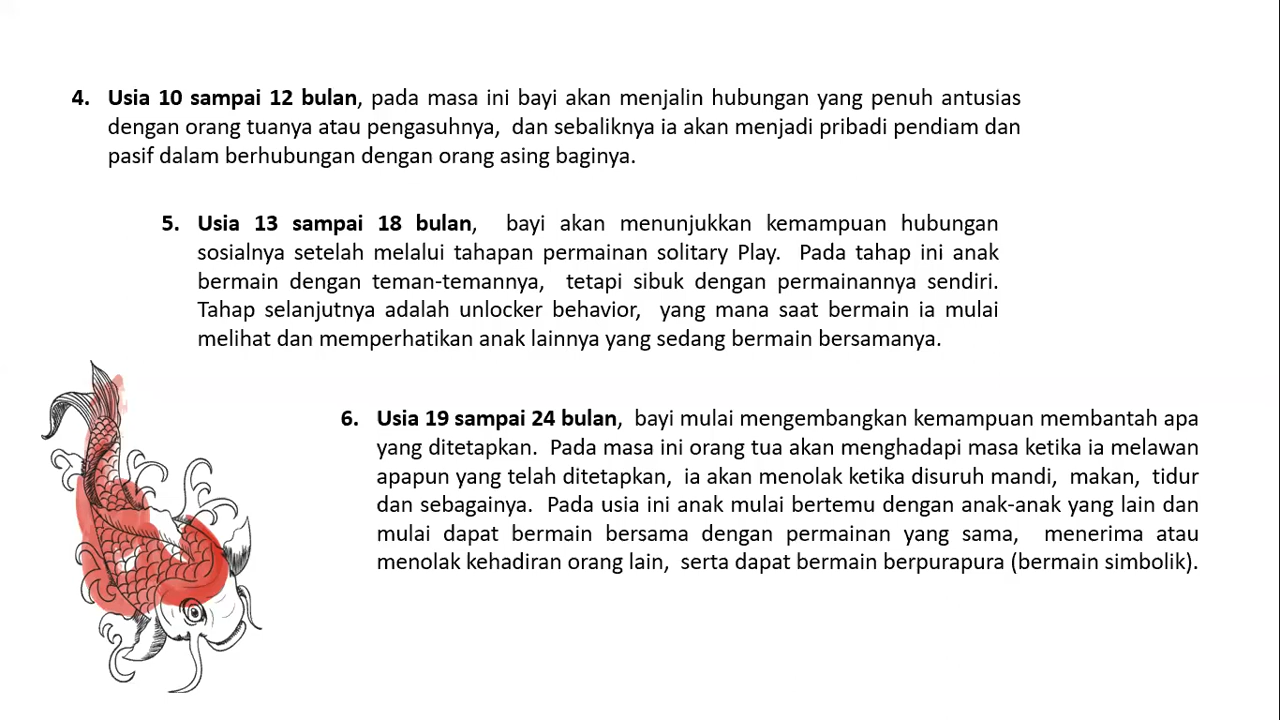 4. Usia 10 sampai 12 bulan, pada masa ini bayi akan menjalin hubungan yang penuh antusias
dengan orang tuanya atau pengasuhnya, dan sebaliknya ia akan menjadi pribadi pendiam dan
pasif dalam berhubungan dengan orang asing baginya.
5. Usia 13 sampai 18 bulan, bayi akan menunjukkan kemampuan hubungan
sosialnya setelah melalui tahapan permainan solitary Play. Pada tahap ini anak
bermain dengan teman-temannya, tetapi sibuk dengan permainannya sendiri.
Tahap selanjutnya adalah unlocker behavior, yang mana saat bermain ia mulai
melihat dan memperhatikan anak lainnya yang sedang bermain bersamanya.
6. Usia 19 sampai 24 bulan, bayi mulai mengembangkan kemampuan membantah apa
yang ditetapkan. Pada masa ini orang tua akan menghadapi masa ketika ia melawan
apapun yang telah ditetapkan, ia akan menolak ketika disuruh mandi, makan, tidur
dan sebagainya. Pada usia ini anak mulai bertemu dengan anak-anak yang lain dan
mulai dapat bermain bersama dengan permainan yang sama, menerima atau
menolak kehadiran orang lain, serta dapat bermain berpurapura (bermain simbolik).